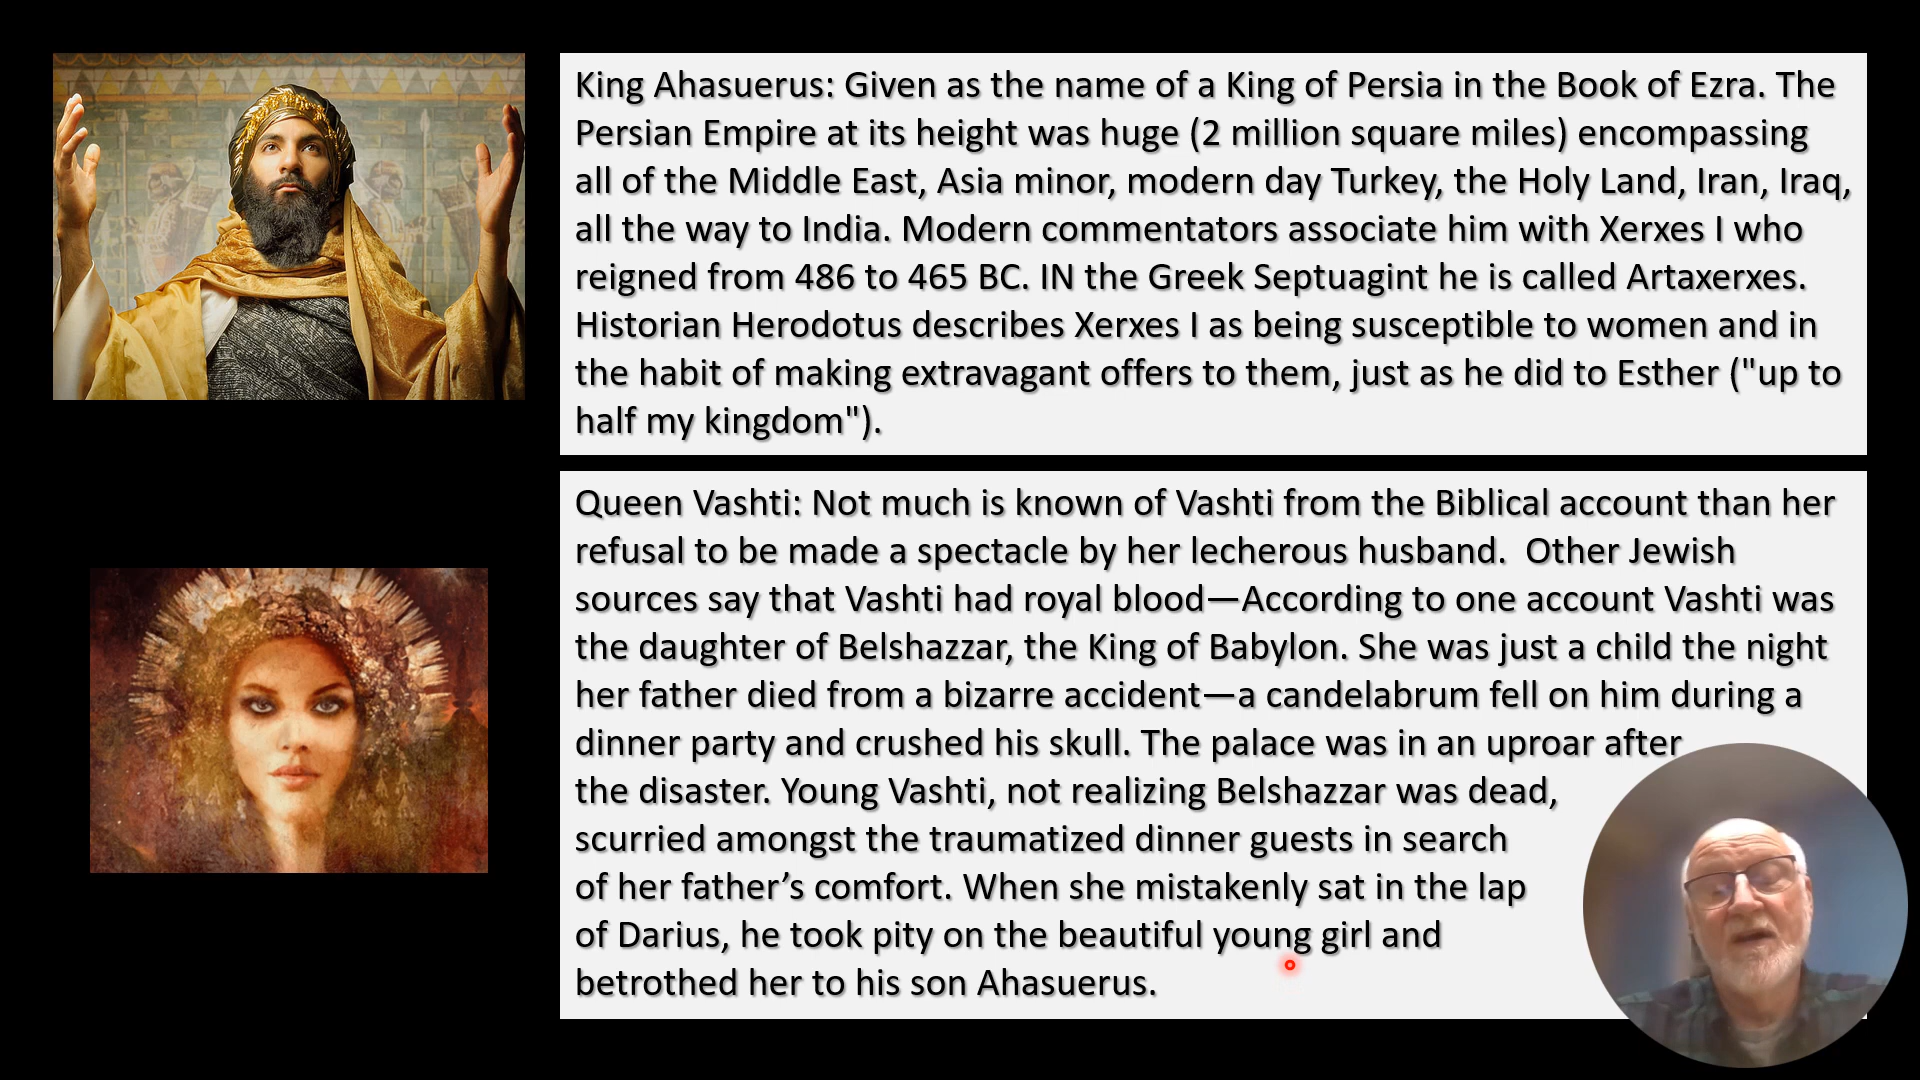 King Ahasuerus: Given as the name of a King of Persia in the Book of Ezra. The
Persian Empire at its height was huge (2 million square miles) encompassing
all of the Middle East, Asia minor, modern day Turkey, the Holy Land, Iran, Iraq,
all the way to India. Modern commentators associate him with Xerxes I who
reigned from 486 to 465 BC. IN the Greek Septuagint he is called Artaxerxes.
Historian Herodotus describes Xerxes I as being susceptible to women and in
the habit of making extravagant offers to them, just as he did to Esther ("up to
half my kingdom").
Queen Vashti: Not much is known of Vashti from the Biblical account than her
refusal to be made a spectacle by her lecherous husband.  Other Jewish
sources say that Vashti had royal blood—According to one account Vashti was
the daughter of Belshazzar, the King of Babylon. She was just a child the night
her father died from a bizarre accident—a candelabrum fell on him during a
dinner party and crushed his skull. The palace was in an uproar after
the disaster. Young Vashti, not realizing Belshazzar was dead,
scurried amongst the traumatized dinner guests in search
of her father’s comfort. When she mistakenly sat in the lap
of Darius, he took pity on the beautiful young girl and
betrothed her to his son Ahasuerus.